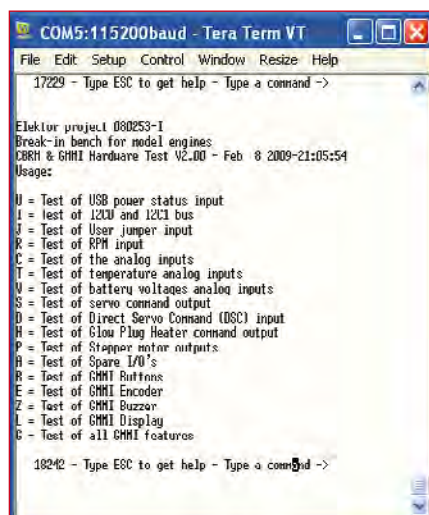 COM5:115200baud - Tera Term VT
File Edit Setup Control Window Resize Help
17229 - Type ESC to get help - Type a command ->
Elektor project 080253-I
Break-in bench for model engines
CBRM & GMMI Hardware Test V2.00 - Feb 8 2009-21:05:54
Usage:
U = Test of USB power status input
I = Test of I2C0 and I2C1 bus
J = Test of User jumper input
R = Test of RPM input
C = Test of the analog inputs
T = Test of temperature analog inputs
V = Test of battery voltages analog inputs
S = Test of servo command output
D = Test of Direct Servo Command (DSC) input
H = Test of Glow Plug Heater command output
P = Test of Stepper motor outputs
A = Test of Spare I/O's
B = Test of GMMI Buttons
E = Test of GMMI Encoder
Z = Test of GMMI Buzzer
L = Test of GMMI Display
G - Test of all GMMI features
18242 - Type ESC to get help - Type a command ->